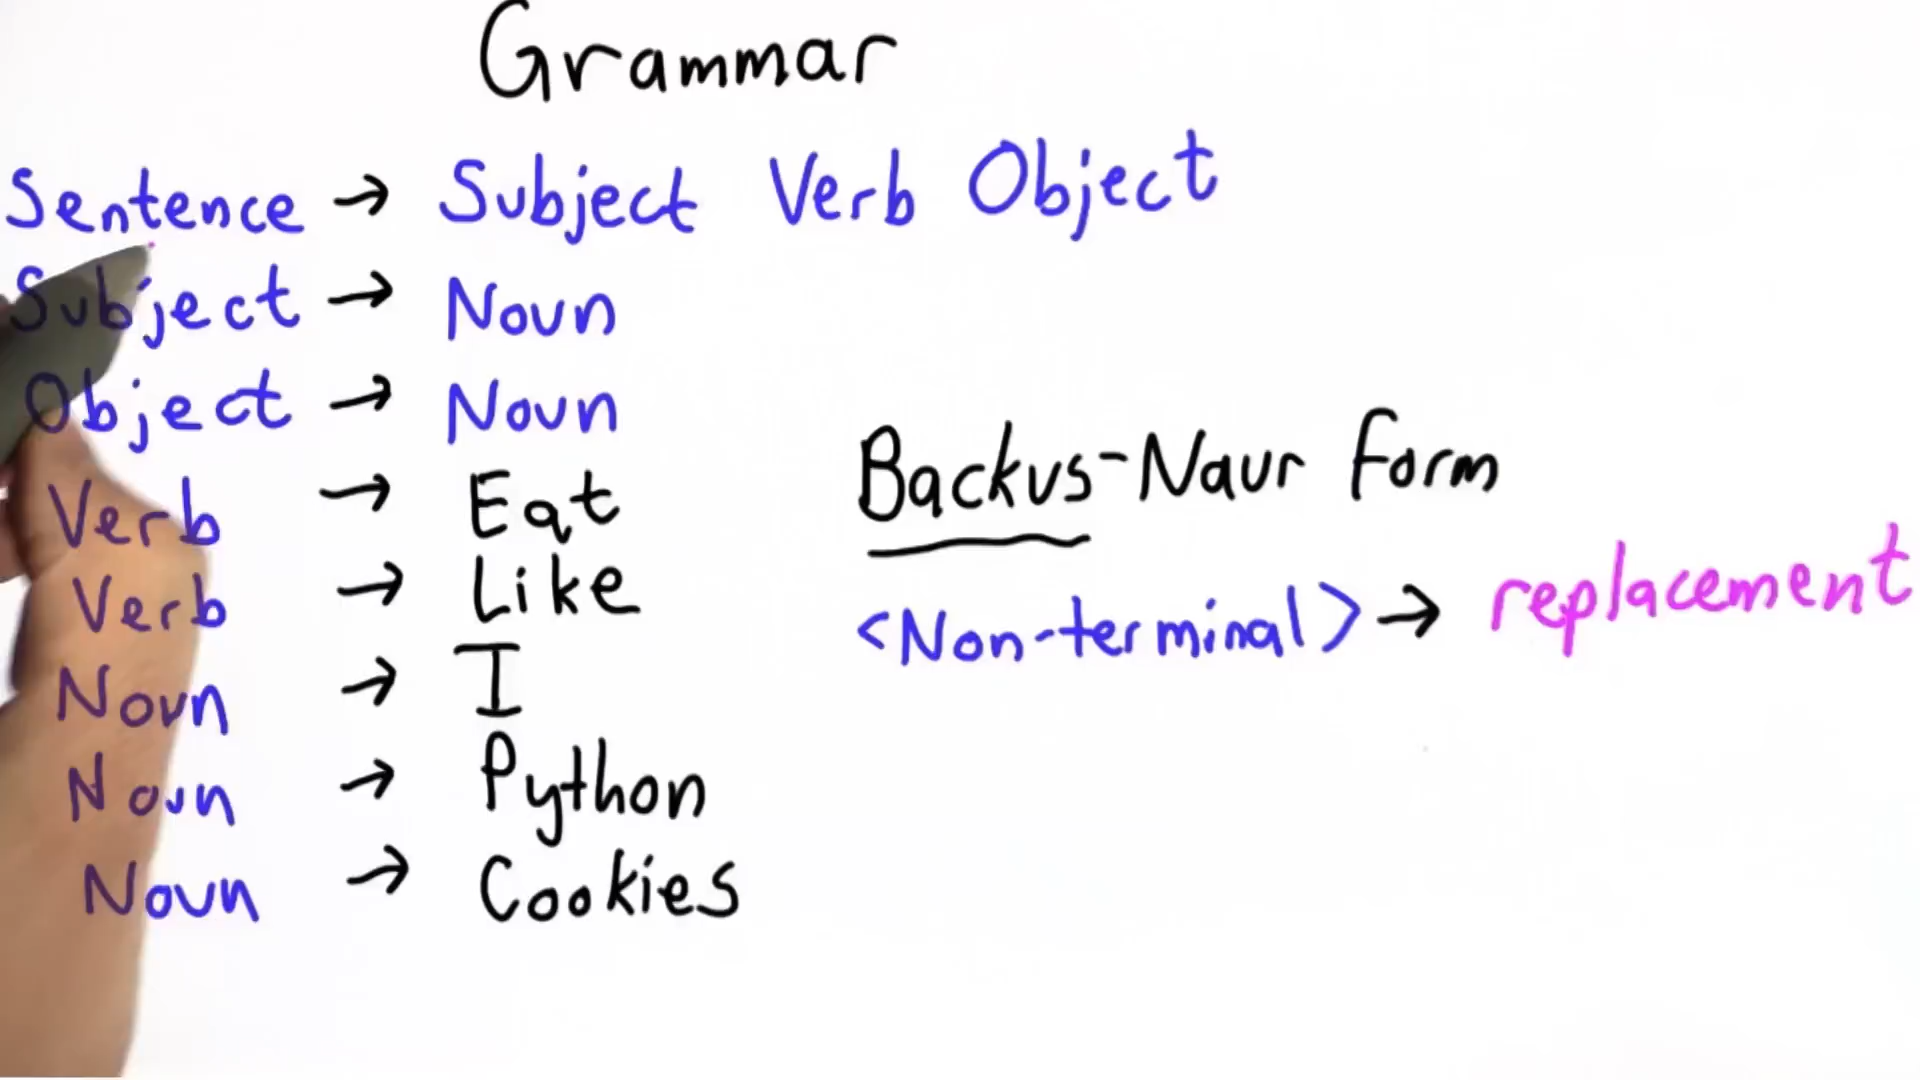 Grammar
Sentence → Subject Verb Object
Subject → Noun
Object → Noun
Verb → Eat
Verb → Like
Noun → I
Noun → Python
Noun → Cookies
Backus-Naur Form
<Non-terminal> → replacement